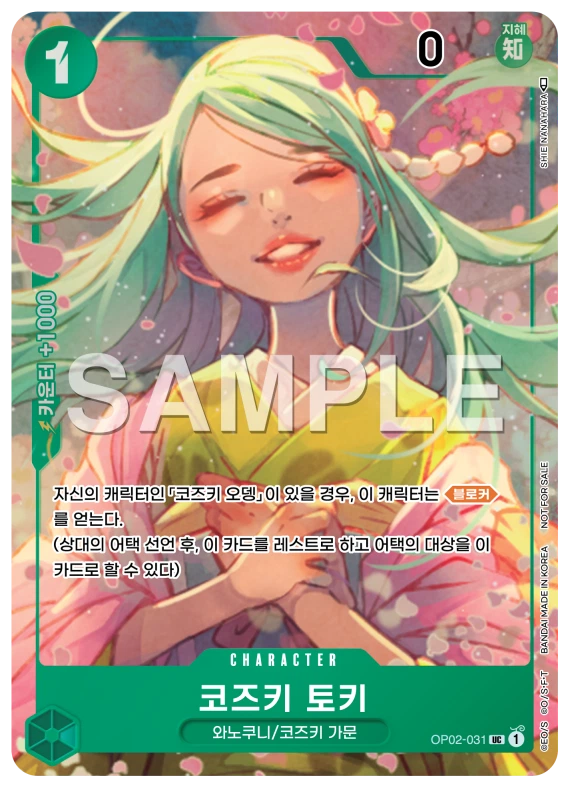 1
0
지혜
知
SHIE NANAHARA
카운터 +1000
SAMPLE
자신의 캐릭터인 「코즈키 오뎅」이 있을 경우, 이 캐릭터는 블로커
를 얻는다.
(상대의 어택 선언 후, 이 카드를 레스트로 하고 어택의 대상을 이
카드로 할 수 있다)
CHARACTER
코즈키 토키
와노쿠니/코즈키 가문
OP02-031 UC 1
©E.O/S ©O/S·F·T BANDAI MADE IN KOREA NOT FOR SALE